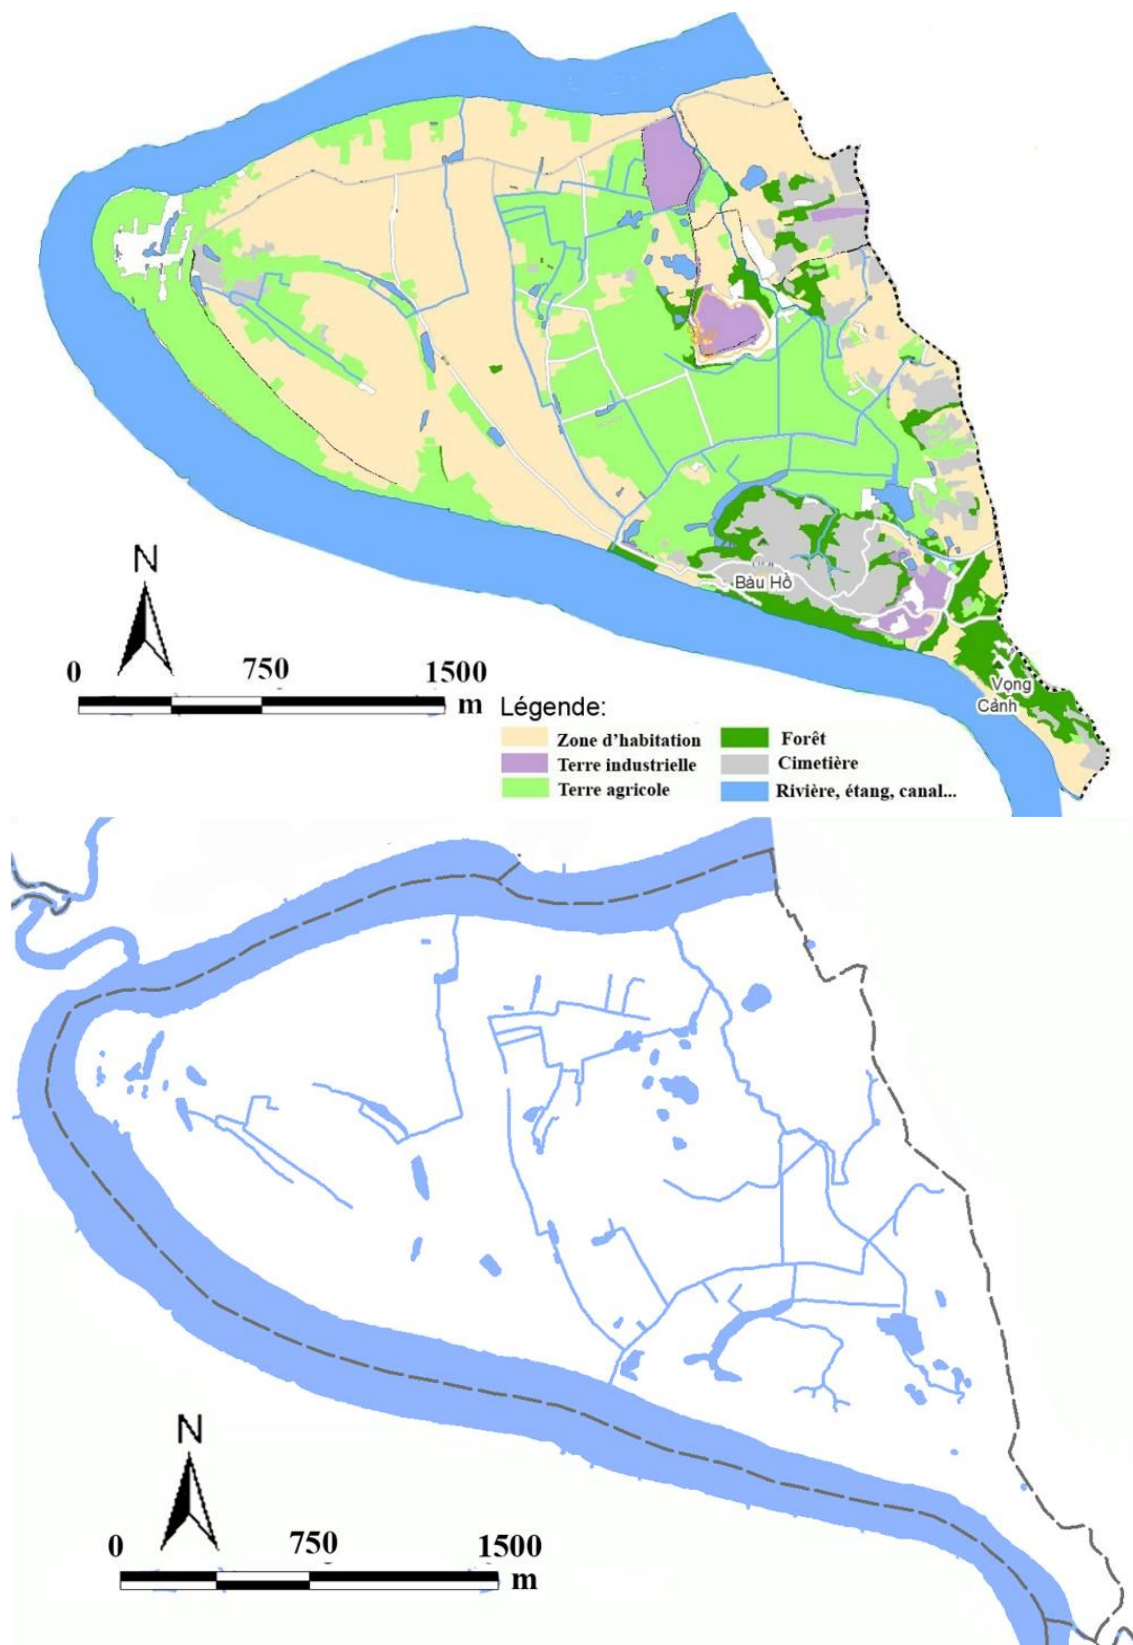 Bàu Hồ
N
0 750 1500
m
Vọng
Cảnh
Légende:
Zone d’habitation
Forêt
Terre industrielle
Cimetière
Terre agricole
Rivière, étang, canal...
N
0 750 1500
m